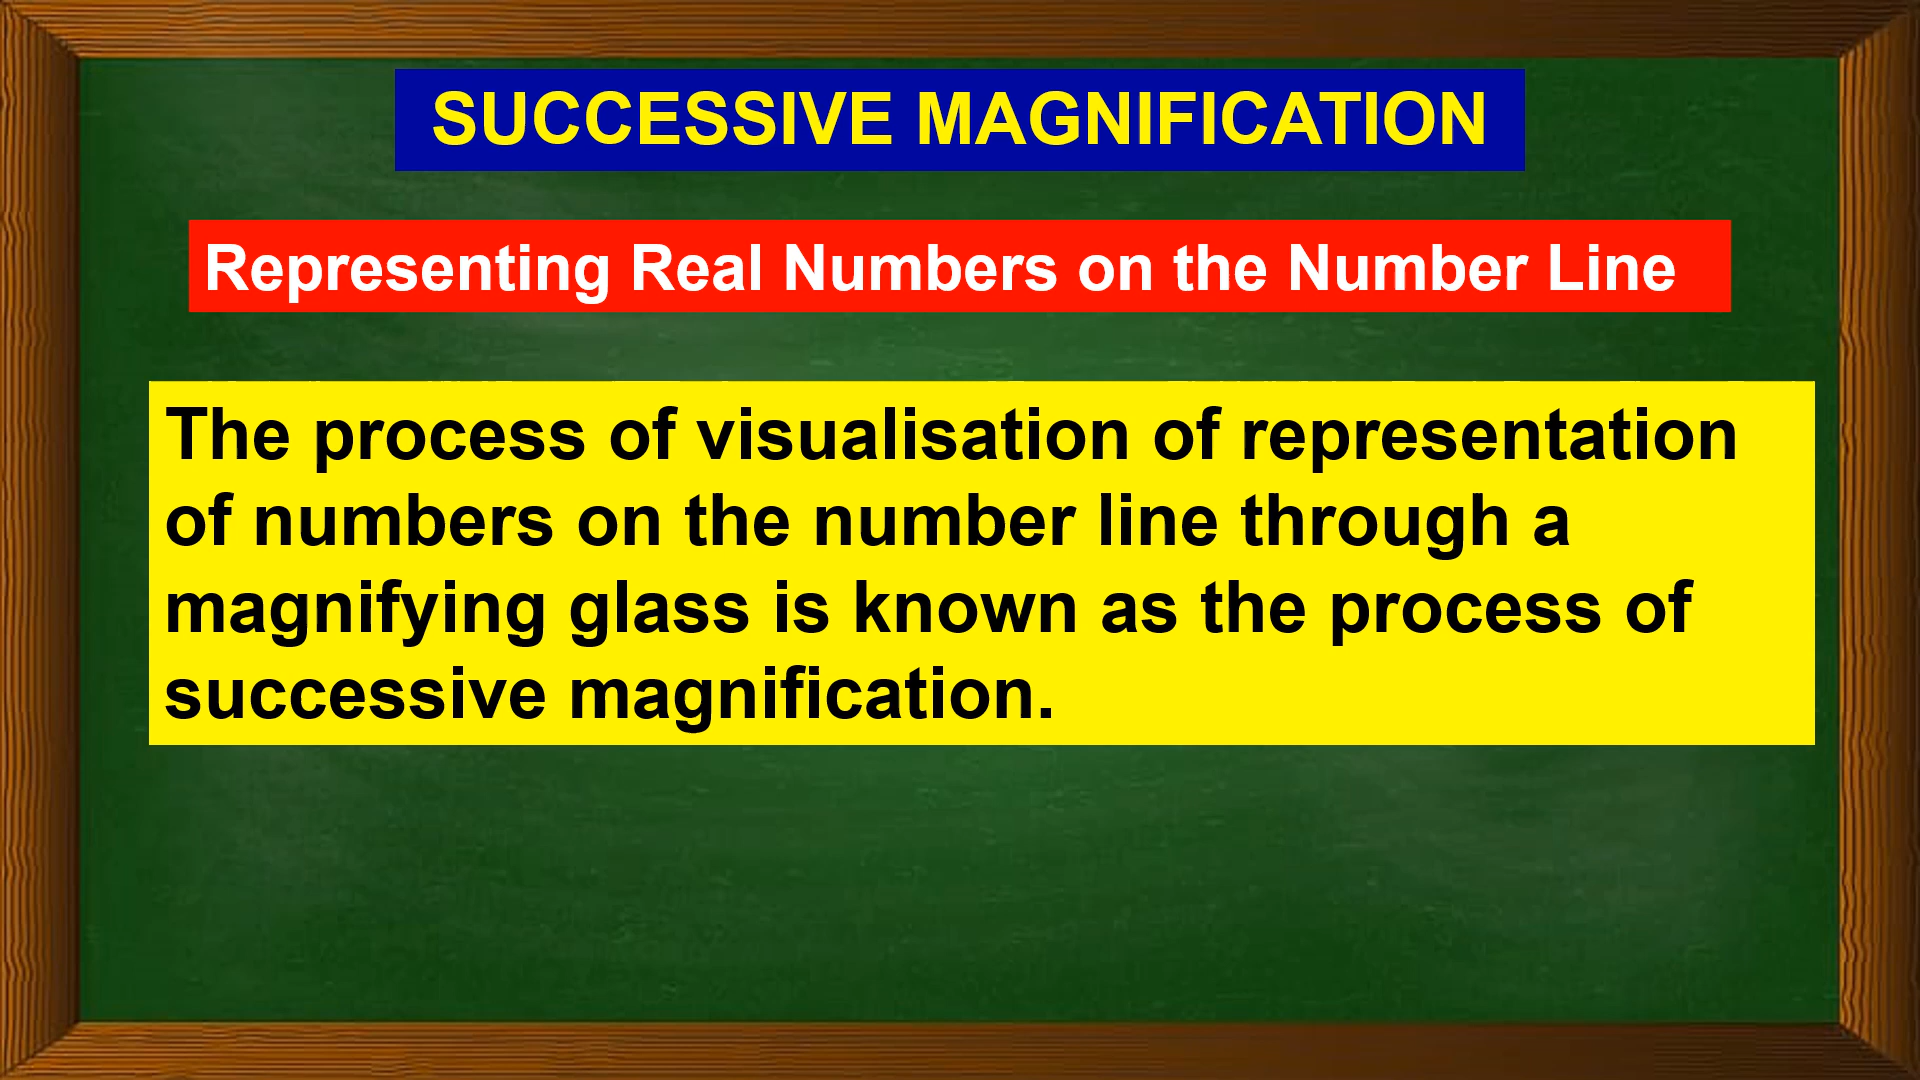 SUCCESSIVE MAGNIFICATION
Representing Real Numbers on the Number Line
The process of visualisation of representation
of numbers on the number line through a
magnifying glass is known as the process of
successive magnification.